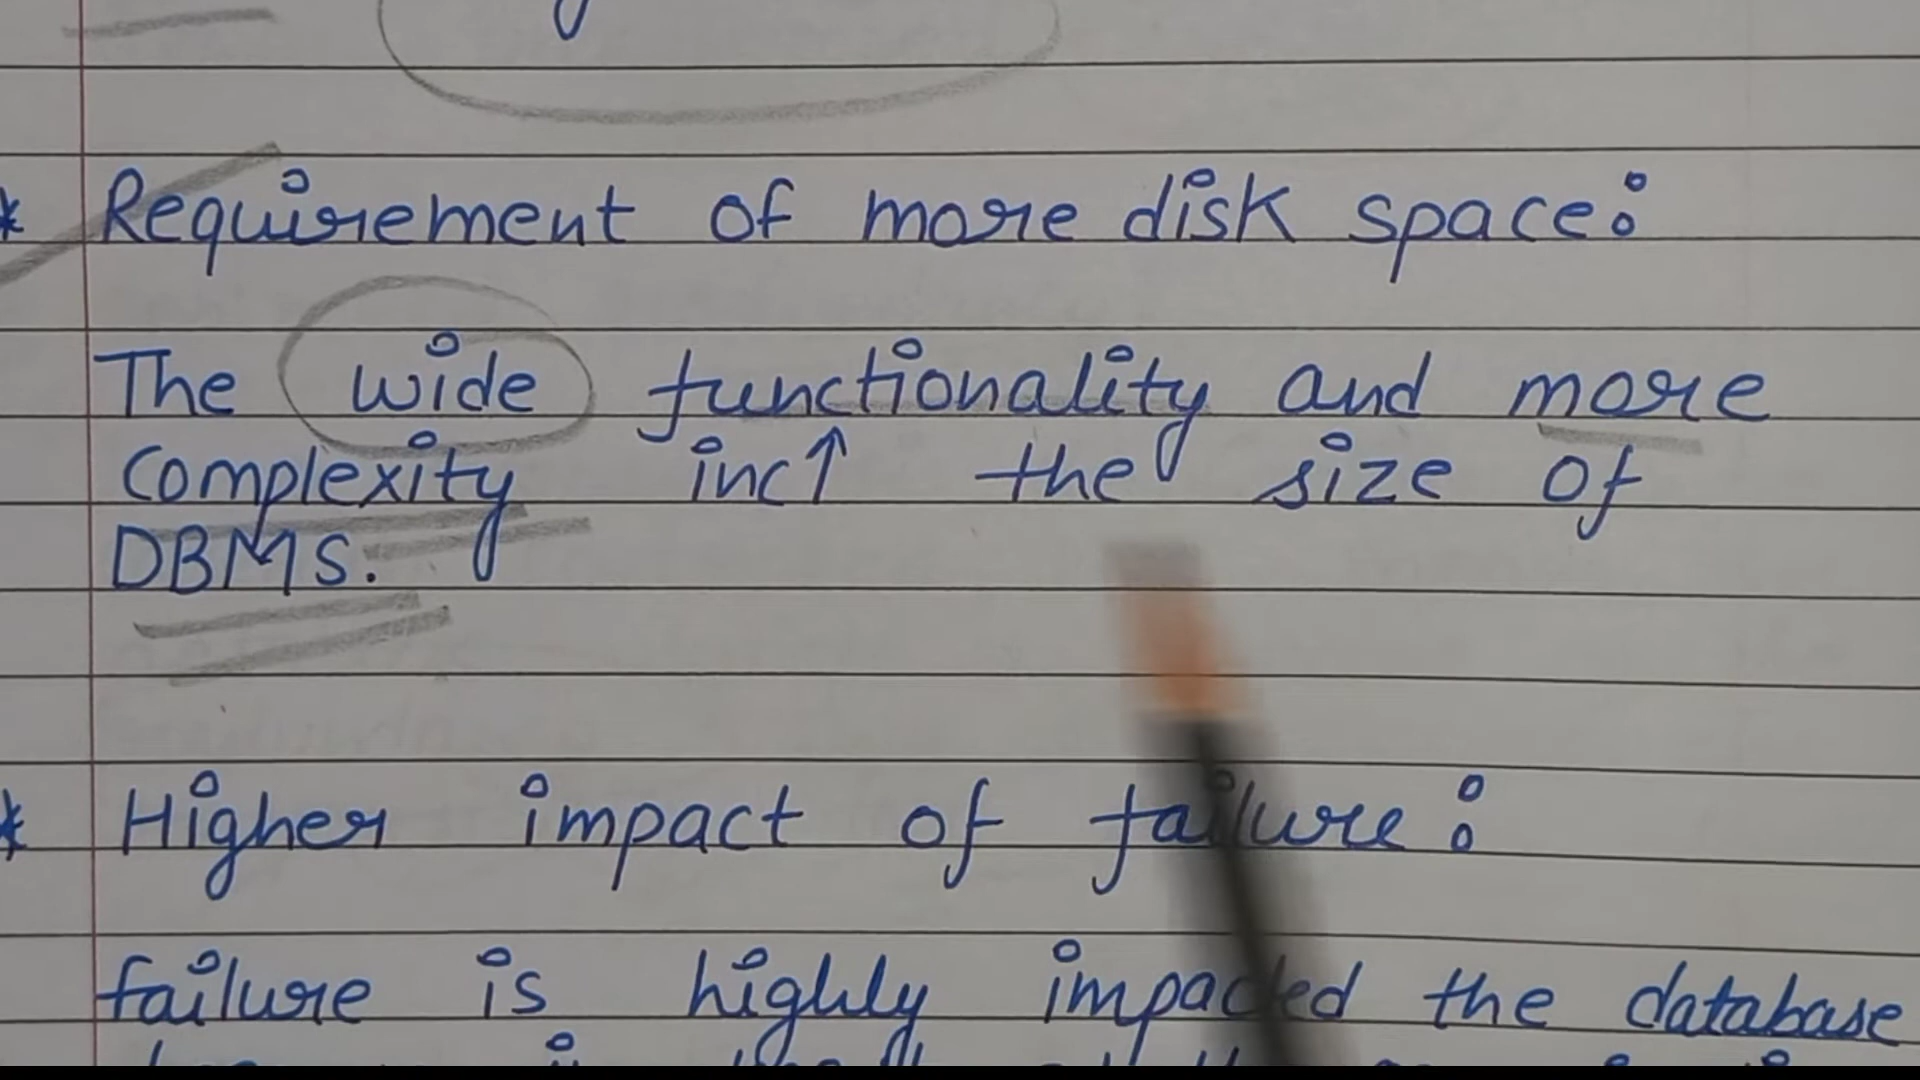 * Requirement of more disk space:
The wide functionality and more
Complexity inc↑ the size of
DBMS.
* Higher impact of failure:
failure is highly impacted the database